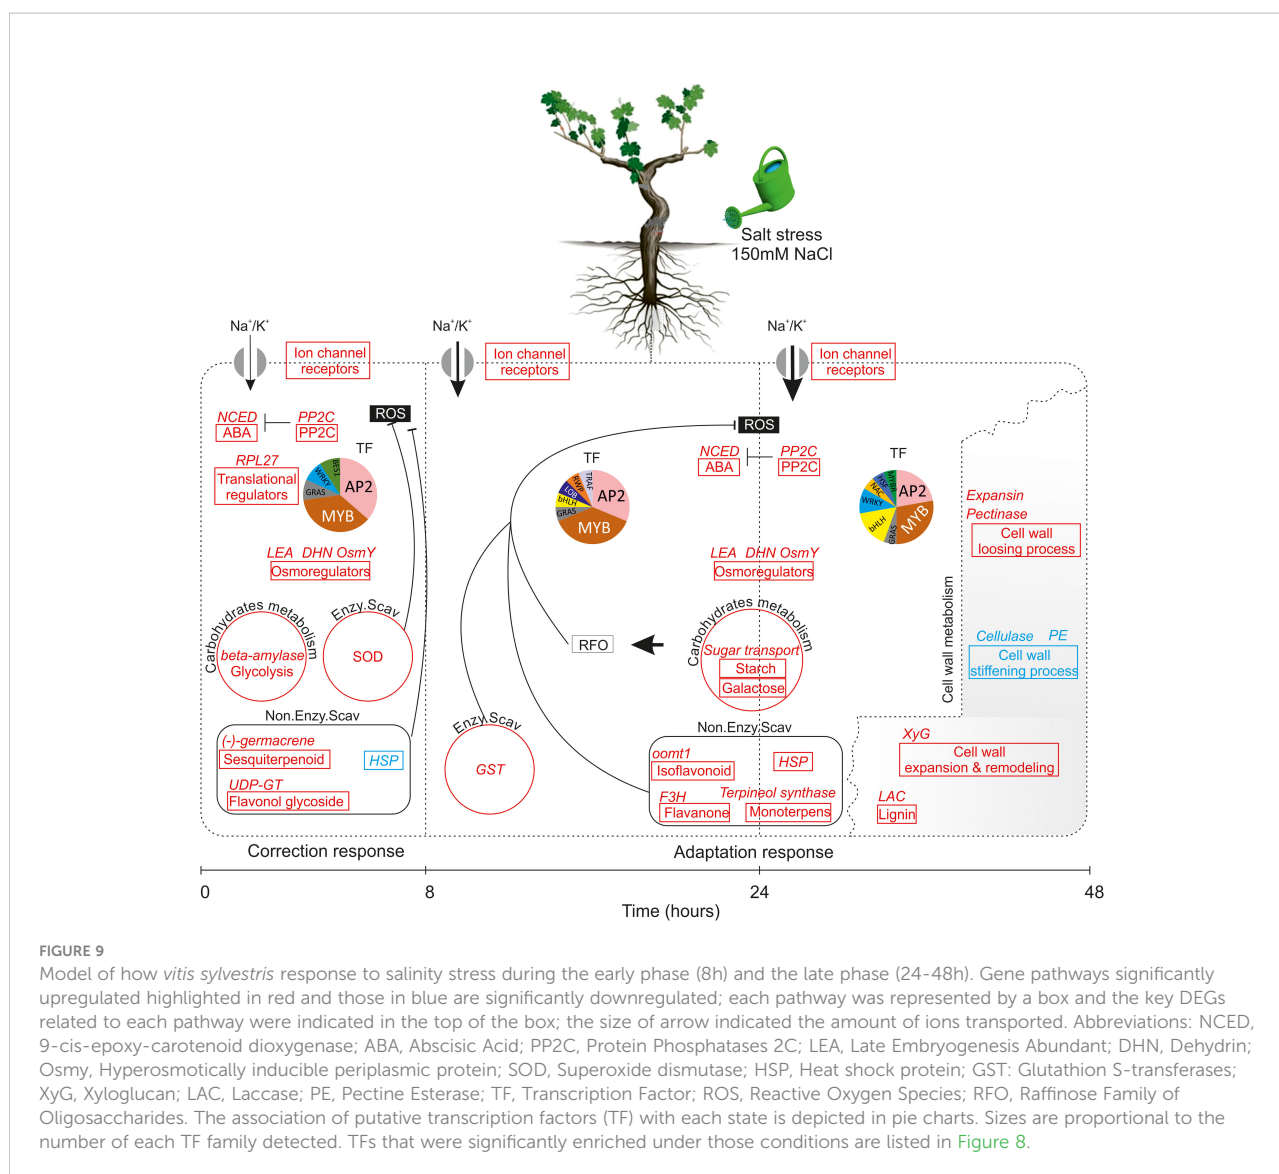 Salt stress
150mM NaCl
Na⁺/K⁺
Ion channel
receptors
Na⁺/K⁺
Ion channel
receptors
Na⁺/K⁺
Ion channel
receptors
NCED
ABA
PP2C
PP2C
ROS
RPL27
Translational
regulators
TF
AP2
MYB
GRAS
WRKY
BES1
LEA DHN OsmY
Osmoregulators
Carbohydrates metabolism
beta-amylase
Glycolysis
Enzy.Scav
SOD
Non.Enzy.Scav
(-)-germacrene
Sesquiterpenoid
HSP
UDP-GT
Flavonol glycoside
TF
AP2
MYB
GRAS
bHLH
LOB
RWP
TRAF
RFO
Enzy.Scav
GST
ROS
NCED
ABA
PP2C
PP2C
LEA DHN OsmY
Osmoregulators
Carbohydrates metabolism
Sugar transport
Starch
Galactose
Non.Enzy.Scav
oomt1
Isoflavonoid
HSP
F3H
Flavanone
Terpineol synthase
Monoterpens
TF
AP2
MYB
GRAS
bHLH
WRKY
NAC
HSF
MYBR
Cell wall metabolism
Expansin
Pectinase
Cell wall
loosing process
Cellulase PE
Cell wall
stiffening process
XyG
Cell wall
expansion & remodeling
LAC
Lignin
Correction response
Adaptation response
0
8
24
48
Time (hours)
FIGURE 9
Model of how vitis sylvestris response to salinity stress during the early phase (8h) and the late phase (24-48h). Gene pathways significantly
upregulated highlighted in red and those in blue are significantly downregulated; each pathway was represented by a box and the key DEGs
related to each pathway were indicated in the top of the box; the size of arrow indicated the amount of ions transported. Abbreviations: NCED,
9-cis-epoxy-carotenoid dioxygenase; ABA, Abscisic Acid; PP2C, Protein Phosphatases 2C; LEA, Late Embryogenesis Abundant; DHN, Dehydrin;
Osmy, Hyperosmotically inducible periplasmic protein; SOD, Superoxide dismutase; HSP, Heat shock protein; GST: Glutathion S-transferases;
XyG, Xyloglucan; LAC, Laccase; PE, Pectine Esterase; TF, Transcription Factor; ROS, Reactive Oxygen Species; RFO, Raffinose Family of
Oligosaccharides. The association of putative transcription factors (TF) with each state is depicted in pie charts. Sizes are proportional to the
number of each TF family detected. TFs that were significantly enriched under those conditions are listed in Figure 8.